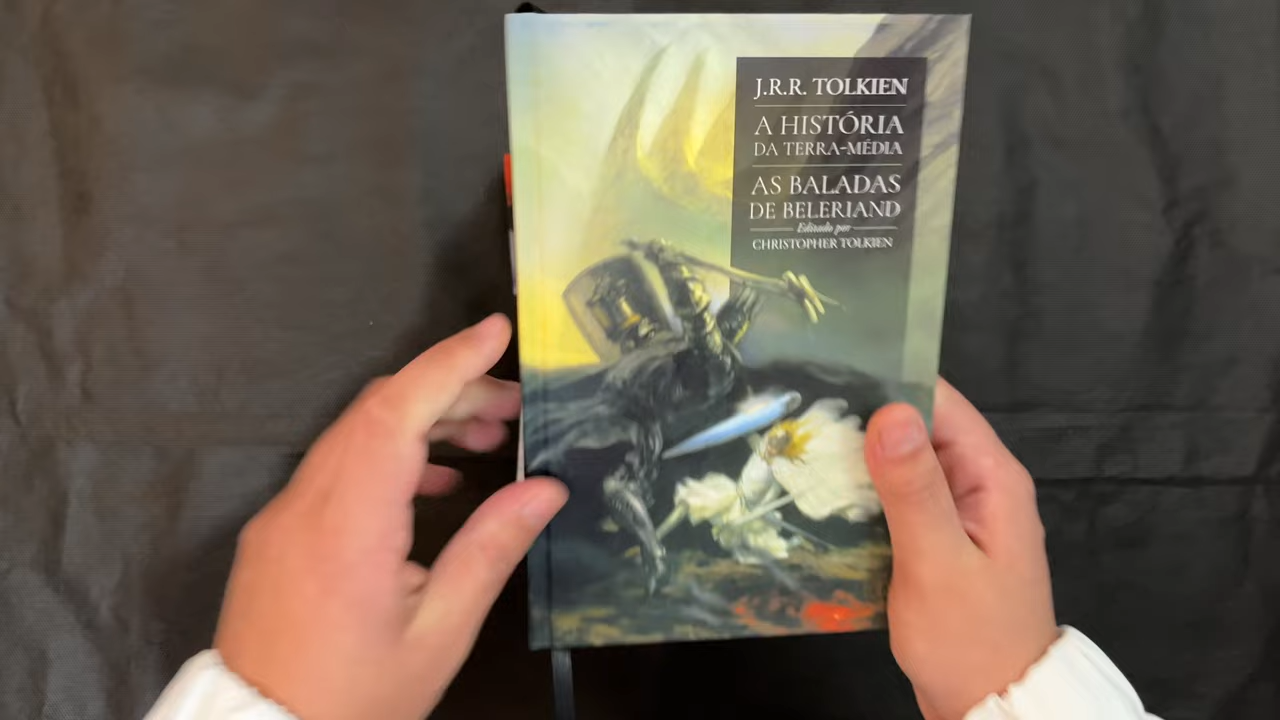 J.R.R. TOLKIEN
A HISTÓRIA
DA TERRA-MÉDIA
AS BALADAS
DE BELERIAND
Editado por
CHRISTOPHER TOLKIEN